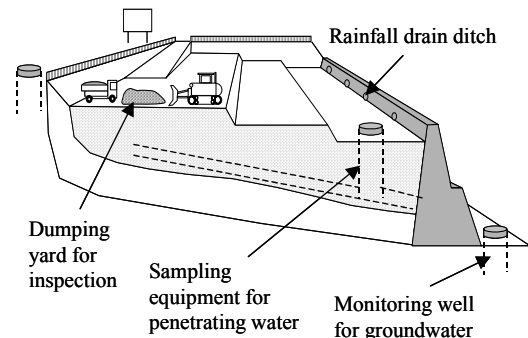 Rainfall drain ditch
Dumping
yard for
inspection
Sampling
equipment for
penetrating water
Monitoring well
for groundwater